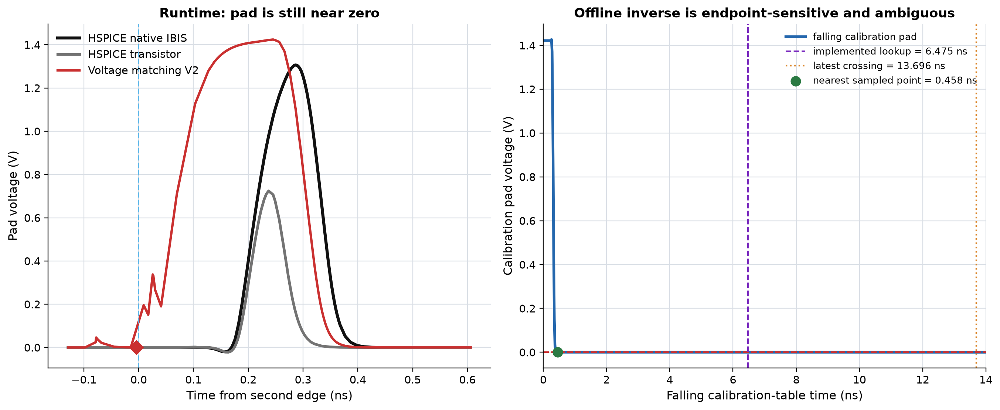 Runtime: pad is still near zero
HSPICE native IBIS
HSPICE transistor
Voltage matching V2
Pad voltage (V)
1.4
1.2
1.0
0.8
0.6
0.4
0.2
0.0
−0.1
0.0
0.1
0.2
0.3
0.4
0.5
0.6
Time from second edge (ns)
Offline inverse is endpoint-sensitive and ambiguous
falling calibration pad
implemented lookup = 6.475 ns
latest crossing = 13.696 ns
nearest sampled point = 0.458 ns
Calibration pad voltage (V)
1.4
1.2
1.0
0.8
0.6
0.4
0.2
0.0
0
2
4
6
8
10
12
14
Falling calibration-table time (ns)